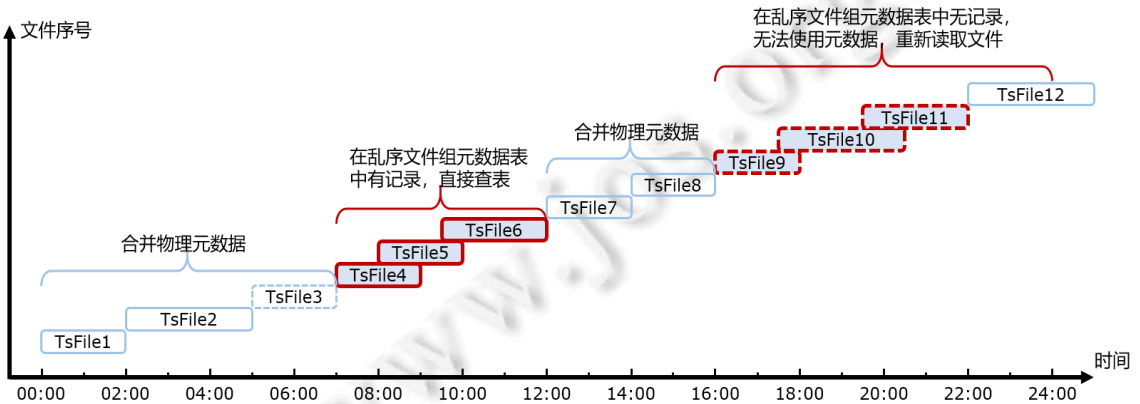 文件序号
在乱序文件组元数据表中无记录，
无法使用元数据，重新读取文件
TsFile12
TsFile11
合并物理元数据
TsFile10
在乱序文件组元数据表
中有记录，直接查表
TsFile9
TsFile8
TsFile7
TsFile6
合并物理元数据
TsFile5
TsFile4
TsFile3
TsFile2
TsFile1
时间
00:00 02:00 04:00 06:00 08:00 10:00 12:00 14:00 16:00 18:00 20:00 22:00 24:00